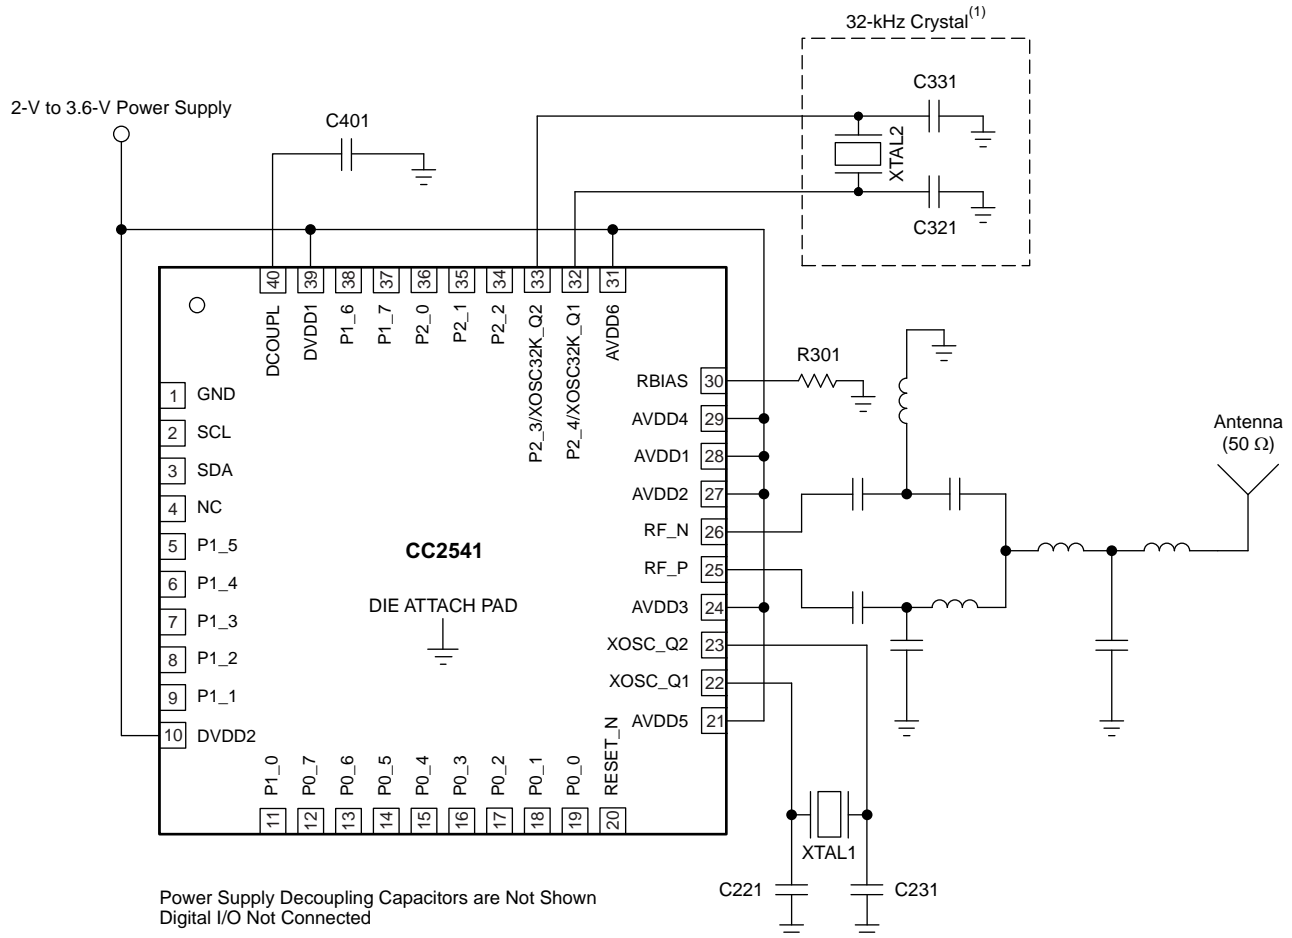 32-kHz Crystal(1)
C331
2-V to 3.6-V Power Supply
C401
XTAL2
C321
40
39
38
37
36
35
34
33
32
31
DCOUPL
DVDD1
P1_6
P1_7
P2_0
P2_1
P2_2
P2_3/XOSC32K_Q2
P2_4/XOSC32K_Q1
AVDD6
1 GND
2 SCL
3 SDA
4 NC
5 P1_5
6 P1_4
7 P1_3
8 P1_2
9 P1_1
10 DVDD2
CC2541
DIE ATTACH PAD
RBIAS 30
AVDD4 29
AVDD1 28
AVDD2 27
RF_N 26
RF_P 25
AVDD3 24
XOSC_Q2 23
XOSC_Q1 22
AVDD5 21
R301
Antenna
(50 Ω)
P1_0
P0_7
P0_6
P0_5
P0_4
P0_3
P0_2
P0_1
P0_0
RESET_N
11
12
13
14
15
16
17
18
19
20
XTAL1
C221
C231
Power Supply Decoupling Capacitors are Not Shown
Digital I/O Not Connected